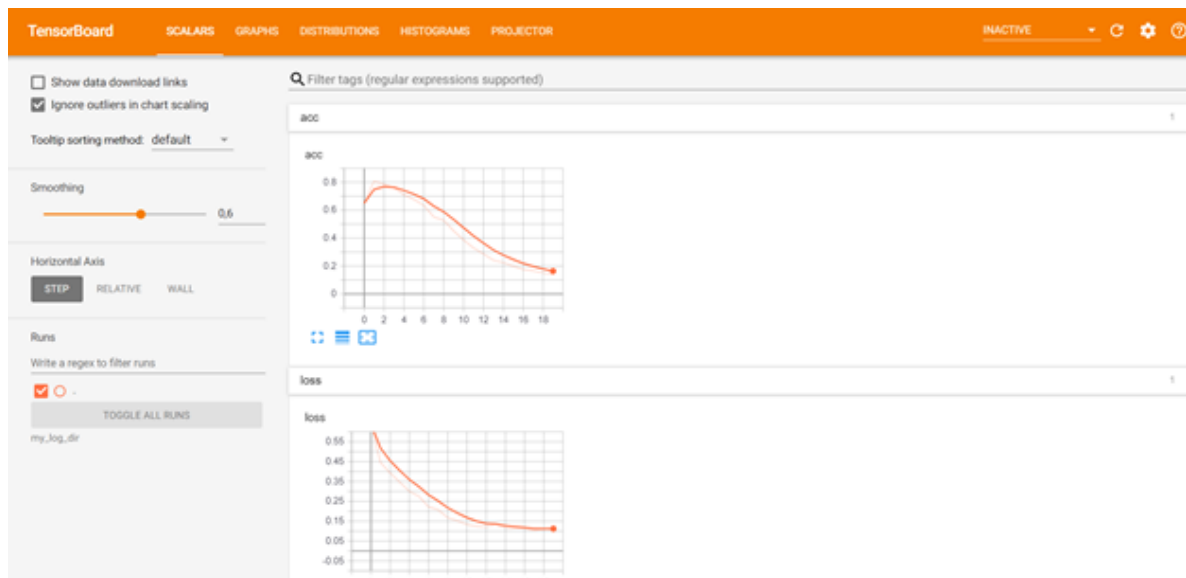 TensorBoard SCALARS GRAPHS DISTRIBUTIONS HISTOGRAMS PROJECTOR INACTIVE
Show data download links
Ignore outliers in chart scaling
Tooltip sorting method: default
Smoothing
0,6
Horizontal Axis
STEP RELATIVE WALL
Runs
Write a regex to filter runs
-
TOGGLE ALL RUNS
my_log_dir
Filter tags (regular expressions supported)
acc 1
acc
0.8
0.6
0.4
0.2
0
0 2 4 6 8 10 12 14 16 18
loss 1
loss
0.55
0.45
0.35
0.25
0.15
0.05
-0.05